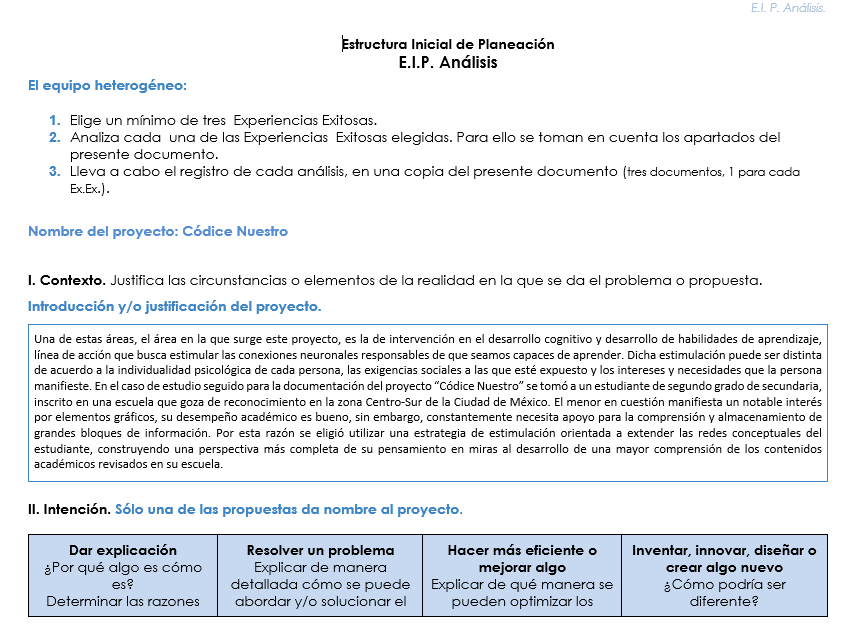 E.I. P. Análisis.
Estructura Inicial de Planeación
E.I.P. Análisis
El equipo heterogéneo:
1. Elige un mínimo de tres Experiencias Exitosas.
2. Analiza cada una de las Experiencias Exitosas elegidas. Para ello se toman en cuenta los apartados del
presente documento.
3. Lleva a cabo el registro de cada análisis, en una copia del presente documento (tres documentos, 1 para cada
Ex.Ex.).
Nombre del proyecto: Códice Nuestro
I. Contexto. Justifica las circunstancias o elementos de la realidad en la que se da el problema o propuesta.
Introducción y/o justificación del proyecto.
Una de estas áreas, el área en la que surge este proyecto, es la de intervención en el desarrollo cognitivo y desarrollo de habilidades de aprendizaje,
línea de acción que busca estimular las conexiones neuronales responsables de que seamos capaces de aprender. Dicha estimulación puede ser distinta
de acuerdo a la individualidad psicológica de cada persona, las exigencias sociales a las que esté expuesto y los intereses y necesidades que la persona
manifieste. En el caso de estudio seguido para la documentación del proyecto “Códice Nuestro” se tomó a un estudiante de segundo grado de secundaria,
inscrito en una escuela que goza de reconocimiento en la zona Centro-Sur de la Ciudad de México. El menor en cuestión manifiesta un notable interés
por elementos gráficos, su desempeño académico es bueno, sin embargo, constantemente necesita apoyo para la comprensión y almacenamiento de
grandes bloques de información. Por esta razón se eligió utilizar una estrategia de estimulación orientada a extender las redes conceptuales del
estudiante, construyendo una perspectiva más completa de su pensamiento en miras al desarrollo de una mayor comprensión de los contenidos
académicos revisados en su escuela.
II. Intención. Sólo una de las propuestas da nombre al proyecto.
Dar explicación
¿Por qué algo es cómo
es?
Determinar las razones
Resolver un problema
Explicar de manera
detallada cómo se puede
abordar y/o solucionar el
Hacer más eficiente o
mejorar algo
Explicar de qué manera se
pueden optimizar los
Inventar, innovar, diseñar o
crear algo nuevo
¿Cómo podría ser
diferente?